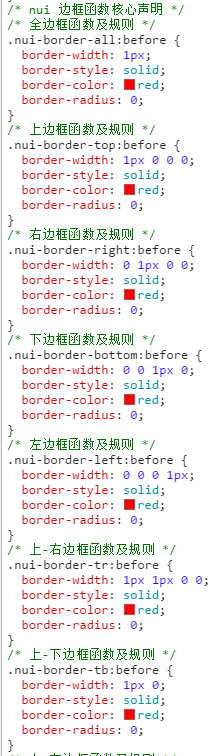 /* nui 边框函数核心声明 */
/* 全边框函数及规则 */
.nui-border-all:before {
border-width: 1px;
border-style: solid;
border-color: red;
border-radius: 0;
}
/* 上边框函数及规则 */
.nui-border-top:before {
border-width: 1px 0 0 0;
border-style: solid;
border-color: red;
border-radius: 0;
}
/* 右边框函数及规则 */
.nui-border-right:before {
border-width: 0 1px 0 0;
border-style: solid;
border-color: red;
border-radius: 0;
}
/* 下边框函数及规则 */
.nui-border-bottom:before {
border-width: 0 0 1px 0;
border-style: solid;
border-color: red;
border-radius: 0;
}
/* 左边框函数及规则 */
.nui-border-left:before {
border-width: 0 0 0 1px;
border-style: solid;
border-color: red;
border-radius: 0;
}
/* 上-右边框函数及规则 */
.nui-border-tr:before {
border-width: 1px 1px 0 0;
border-style: solid;
border-color: red;
border-radius: 0;
}
/* 上-下边框函数及规则 */
.nui-border-tb:before {
border-width: 1px 0;
border-style: solid;
border-color: red;
border-radius: 0;
}